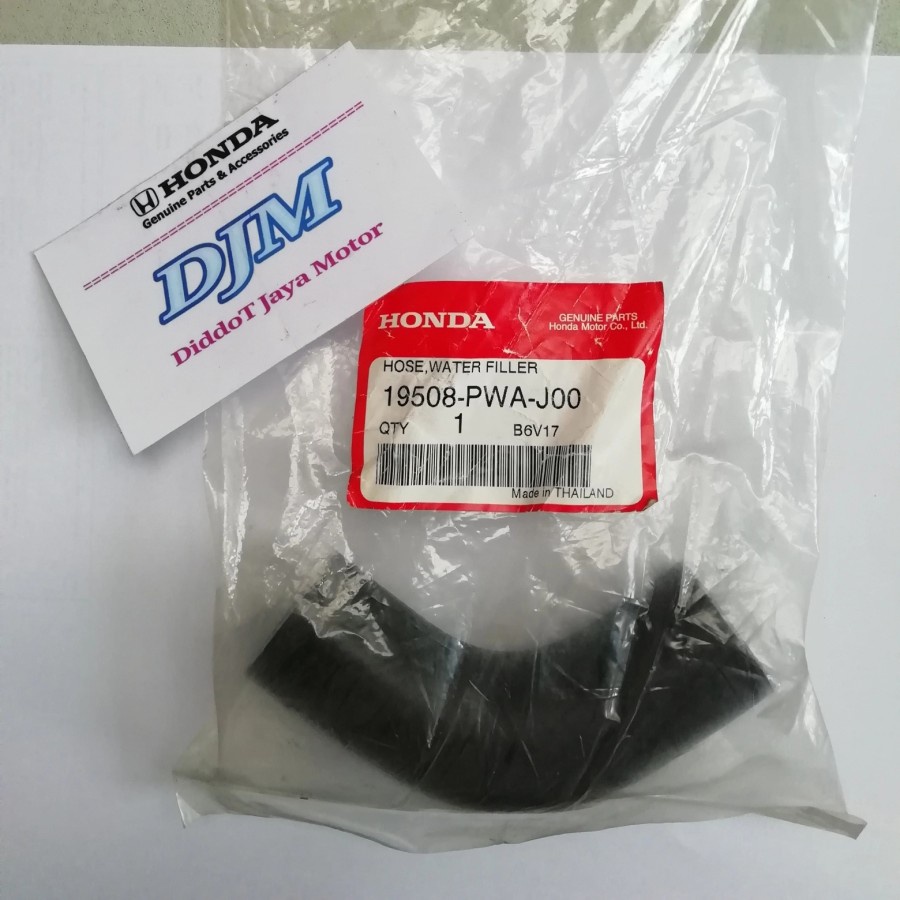 HONDA
Genuine Parts & Accessories
DJM
DiddoT Jaya Motor
HONDA
GENUINE PARTS
Honda Motor Co., Ltd.
HOSE,WATER FILLER
19508-PWA-J00
QTY 1 B6V17
Made in THAILAND